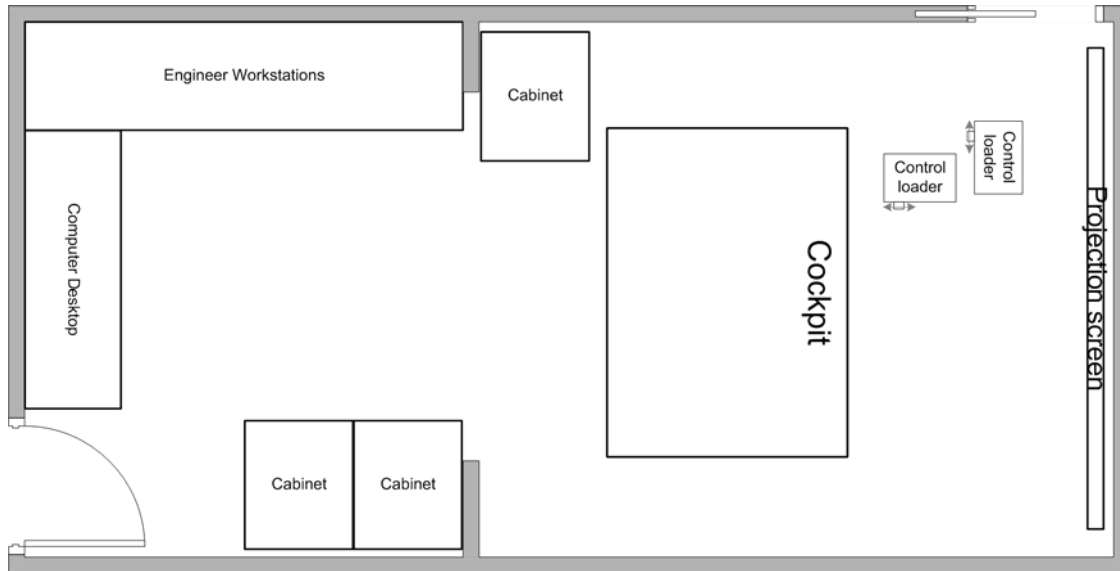 Engineer Workstations
Cabinet
Control
loader
Control
loader
Computer Desktop
Cockpit
Projection screen
Cabinet
Cabinet